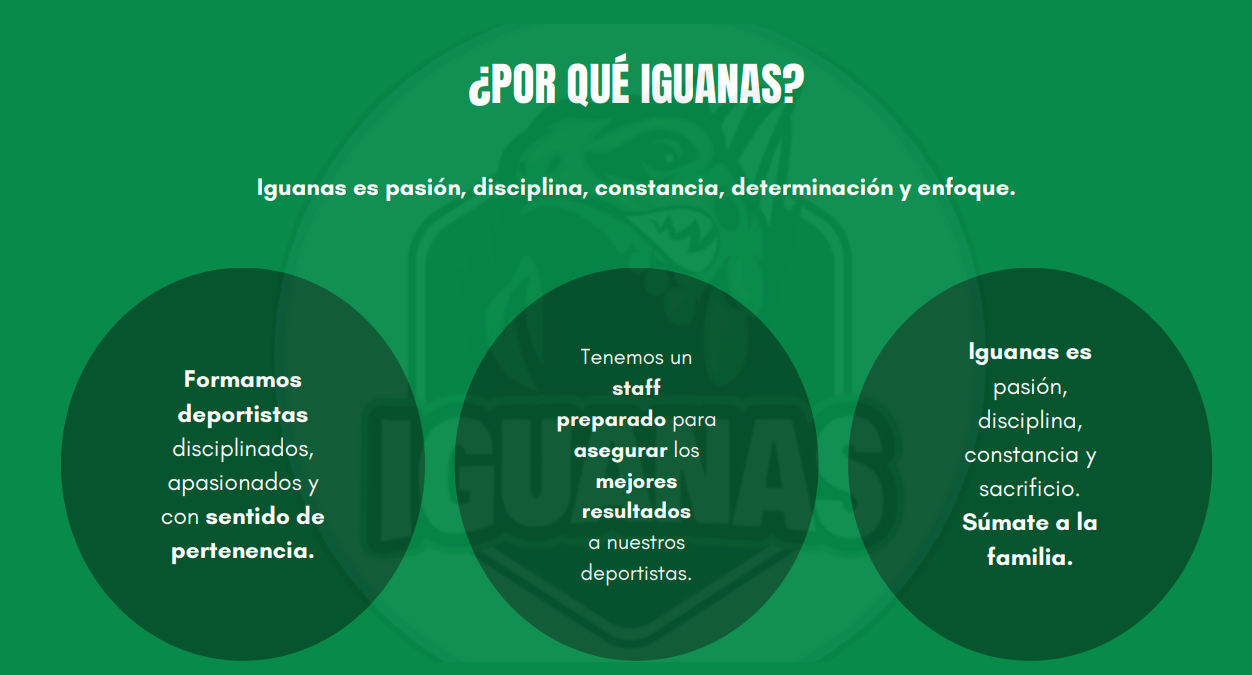 ¿POR QUÉ IGUANAS?
Iguanas es pasión, disciplina, constancia, determinación y enfoque.
Formamos
deportistas
disciplinados,
apasionados y
con sentido de
pertenencia.
Tenemos un
staff
preparado para
asegurar los
mejores
resultados
a nuestros
deportistas.
Iguanas es
pasión,
disciplina,
constancia y
sacrificio.
Súmate a la
familia.
IGUANAS